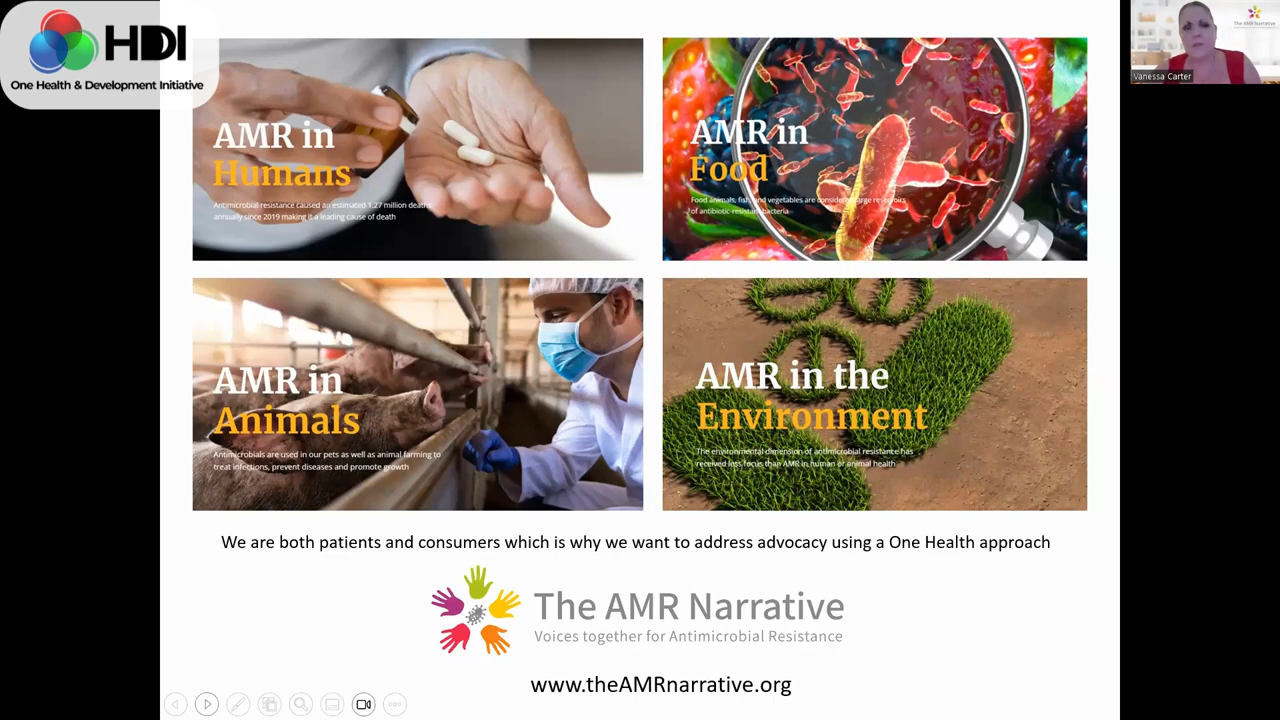 HDI
One Health & Development Initiative
AMR in
Humans
Antimicrobial resistance caused an estimated 1.27 million deaths
annually since 2019 making it a leading cause of death
AMR in
Food
Food animals, fish, and vegetables are considered large reservoirs
of antibiotic-resistant bacteria
The AMR Narrative
Vanessa Carter
AMR in
Animals
Antimicrobials are used in our pets as well as animal farming to
treat infections, prevent diseases and promote growth
AMR in the
Environment
The environmental dimension of antimicrobial resistance has
received less focus than AMR in human or animal health
We are both patients and consumers which is why we want to address advocacy using a One Health approach
The AMR Narrative
Voices together for Antimicrobial Resistance
www.theAMRnarrative.org